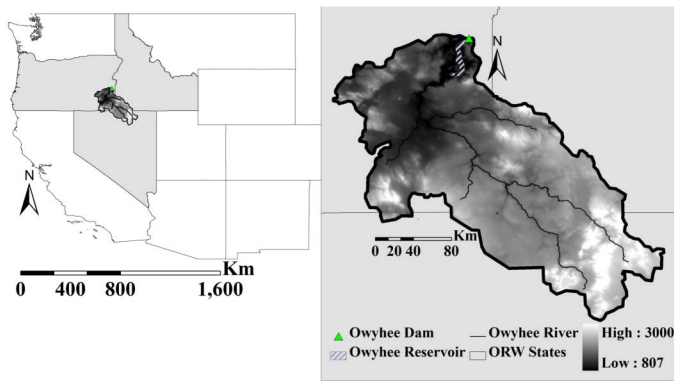 N
Km
0 400 800 1,600
N
Km
0 20 40 80
Owyhee Dam
Owyhee River
High : 3000
Owyhee Reservoir
ORW States
Low : 807